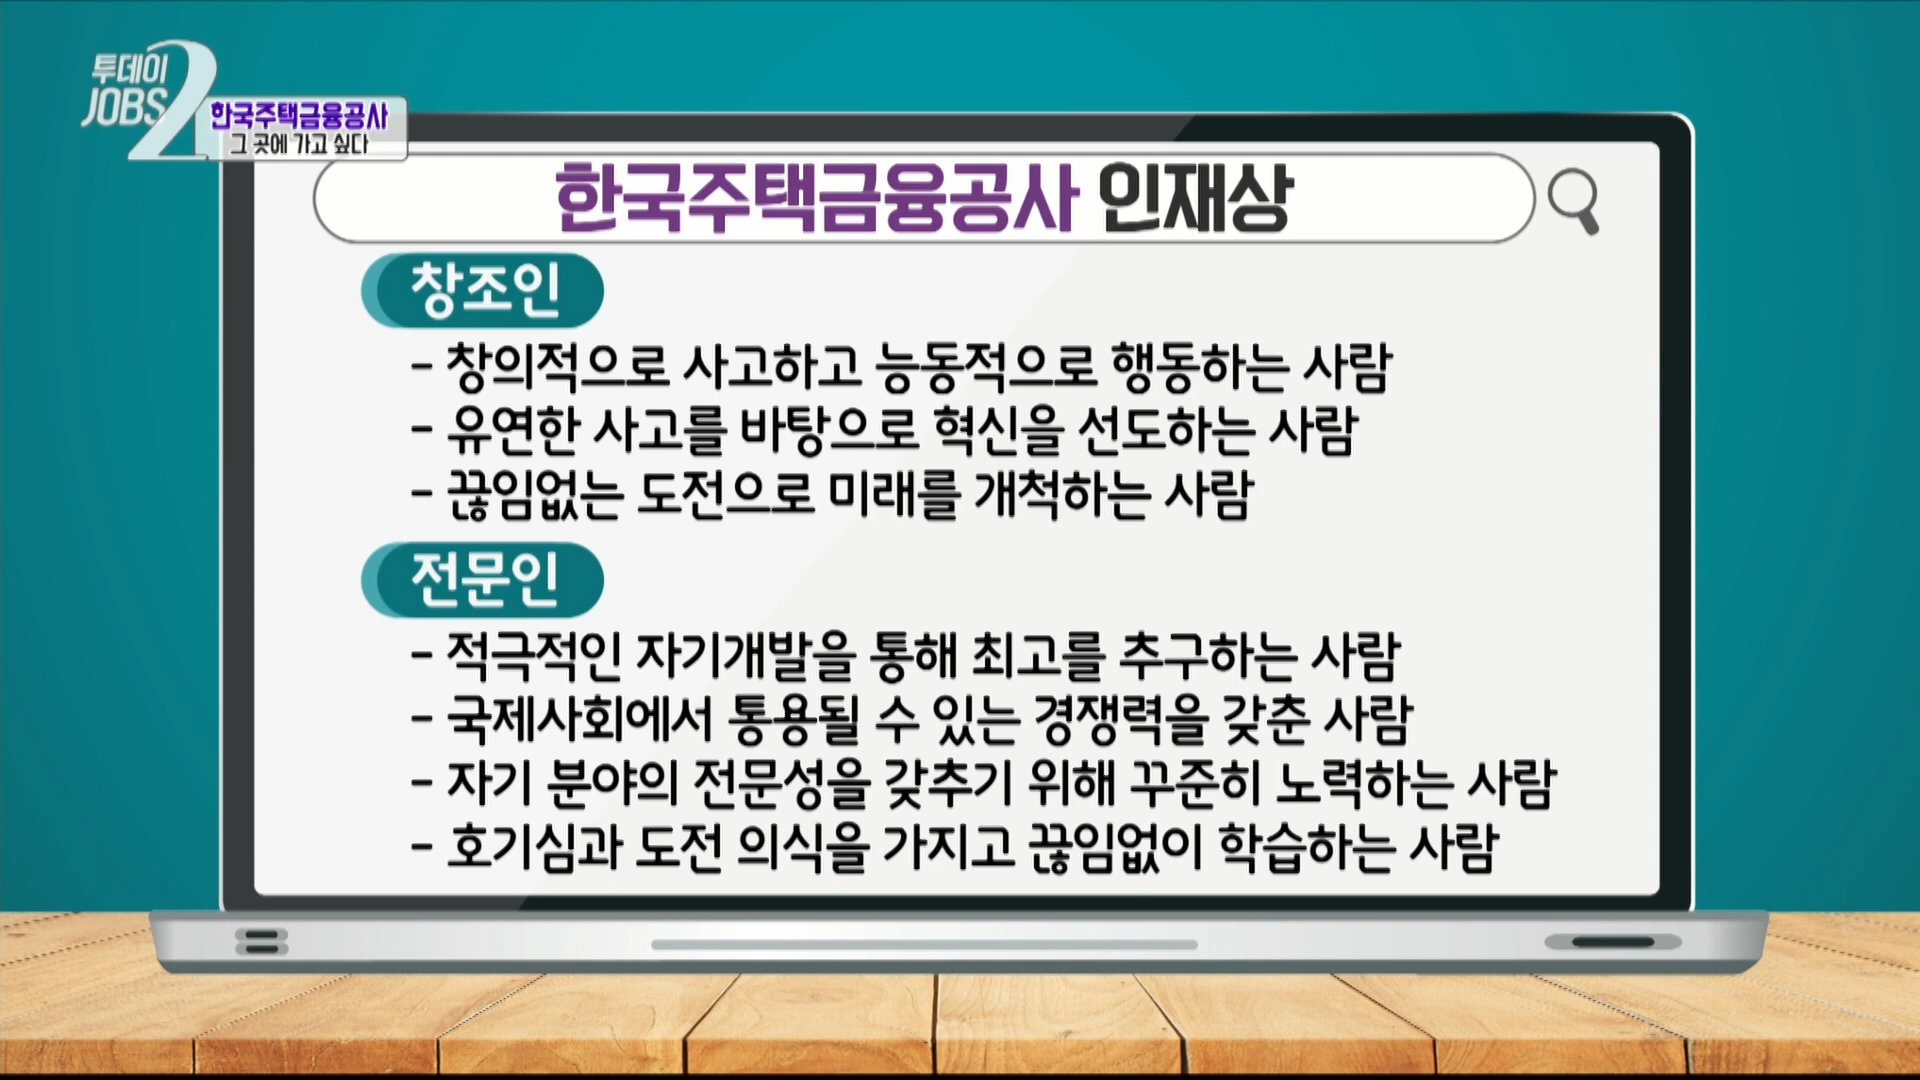 투데이
JOBS 2
한국주택금융공사
그 곳에 가고 싶다
한국주택금융공사 인재상
창조인
- 창의적으로 사고하고 능동적으로 행동하는 사람
- 유연한 사고를 바탕으로 혁신을 선도하는 사람
- 끊임없는 도전으로 미래를 개척하는 사람
전문인
- 적극적인 자기개발을 통해 최고를 추구하는 사람
- 국제사회에서 통용될 수 있는 경쟁력을 갖춘 사람
- 자기 분야의 전문성을 갖추기 위해 꾸준히 노력하는 사람
- 호기심과 도전 의식을 가지고 끊임없이 학습하는 사람